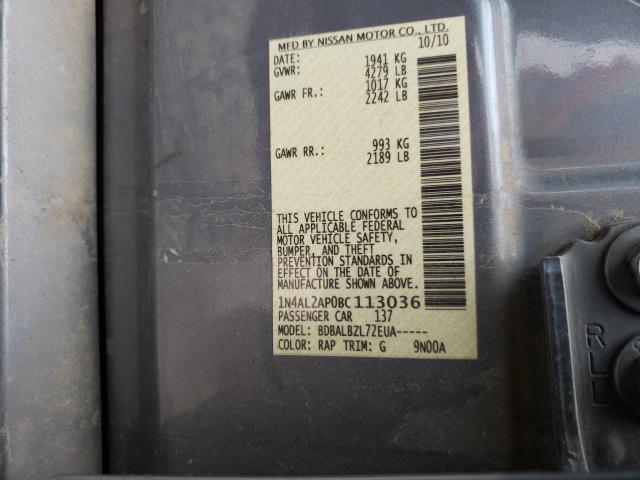 MFD BY NISSAN MOTOR CO., LTD.
DATE: 10/10
GVWR: 1941 KG
4279 LB
GAWR FR.: 1017 KG
2242 LB
GAWR RR.: 993 KG
2189 LB
THIS VEHICLE CONFORMS TO
ALL APPLICABLE FEDERAL
MOTOR VEHICLE SAFETY,
BUMPER, AND THEFT
PREVENTION STANDARDS IN
EFFECT ON THE DATE OF
MANUFACTURE SHOWN ABOVE.
1N4AL2AP0BC113036
PASSENGER CAR 137
MODEL: BDBALBZL72EUA-----
COLOR: RAP TRIM: G 9N00A
RLL